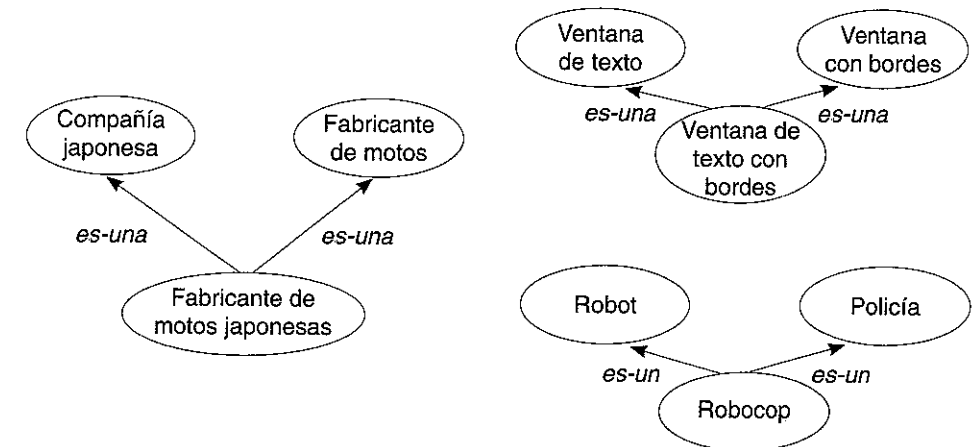 Compañía
japonesa
Fabricante
de motos
es-una
es-una
Fabricante de
motos japonesas
Ventana
de texto
Ventana
con bordes
es-una
es-una
Ventana de
texto con
bordes
Robot
Policía
es-un
es-un
Robocop